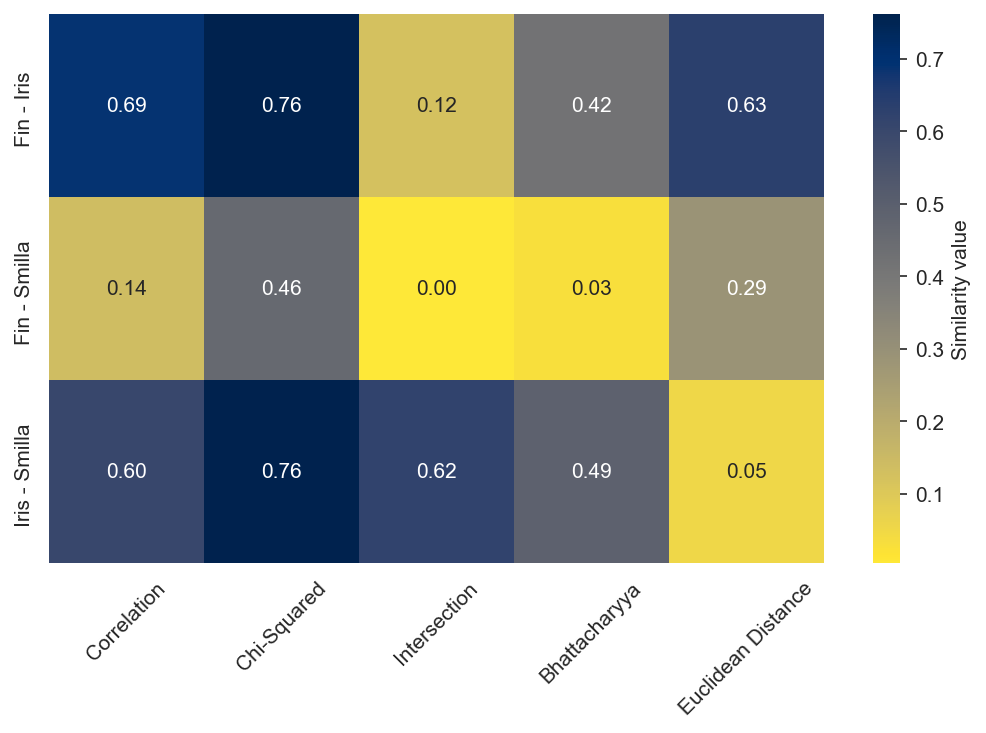 Fin - Iris
0.69 0.76 0.12 0.42 0.63
Fin - Smilla
0.14 0.46 0.00 0.03 0.29
Iris - Smilla
0.60 0.76 0.62 0.49 0.05
Correlation
Chi-Squared
Intersection
Bhattacharyya
Euclidean Distance
0.7
0.6
0.5
0.4
0.3
0.2
0.1
Similarity value